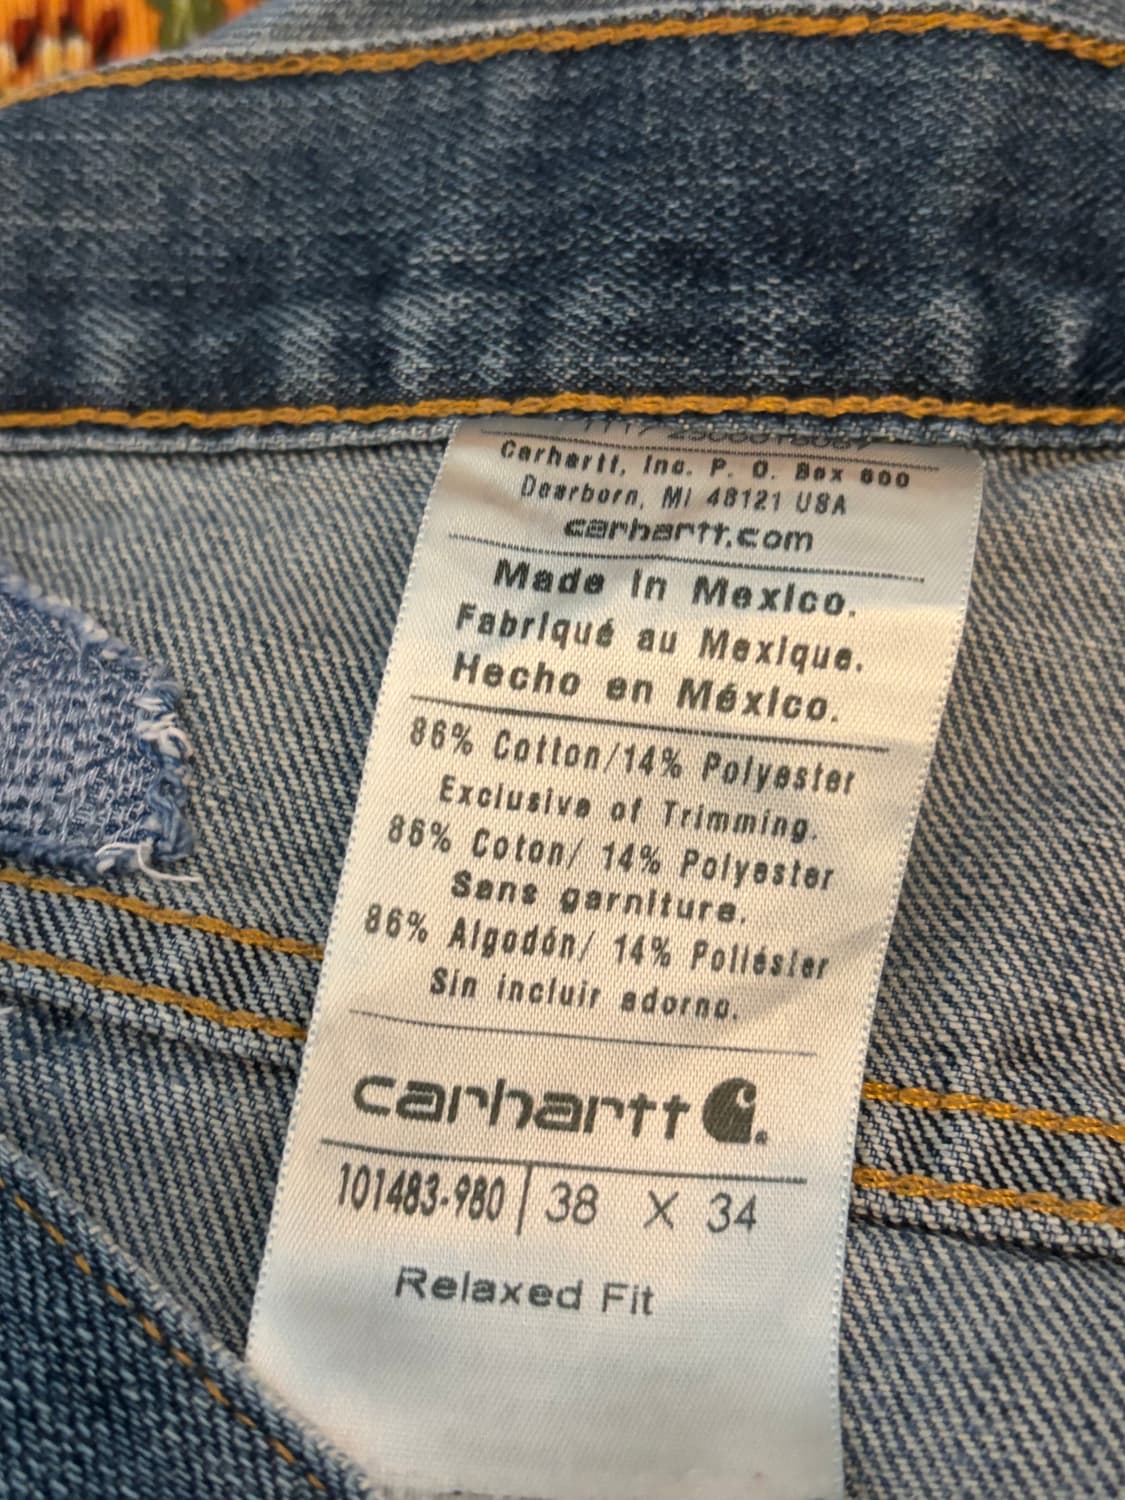 Carhartt, Inc. P. O. Box 600
Dearborn, MI 48121 USA
carhartt.com
Made in Mexico.
Fabriqué au Mexique.
Hecho en México.
86% Cotton/14% Polyester
Exclusive of Trimming.
86% Coton/ 14% Polyester
Sans garniture.
86% Algodón/ 14% Poliéster
Sin incluir adorno.
carhartt
101483-980 | 38 X 34
Relaxed Fit